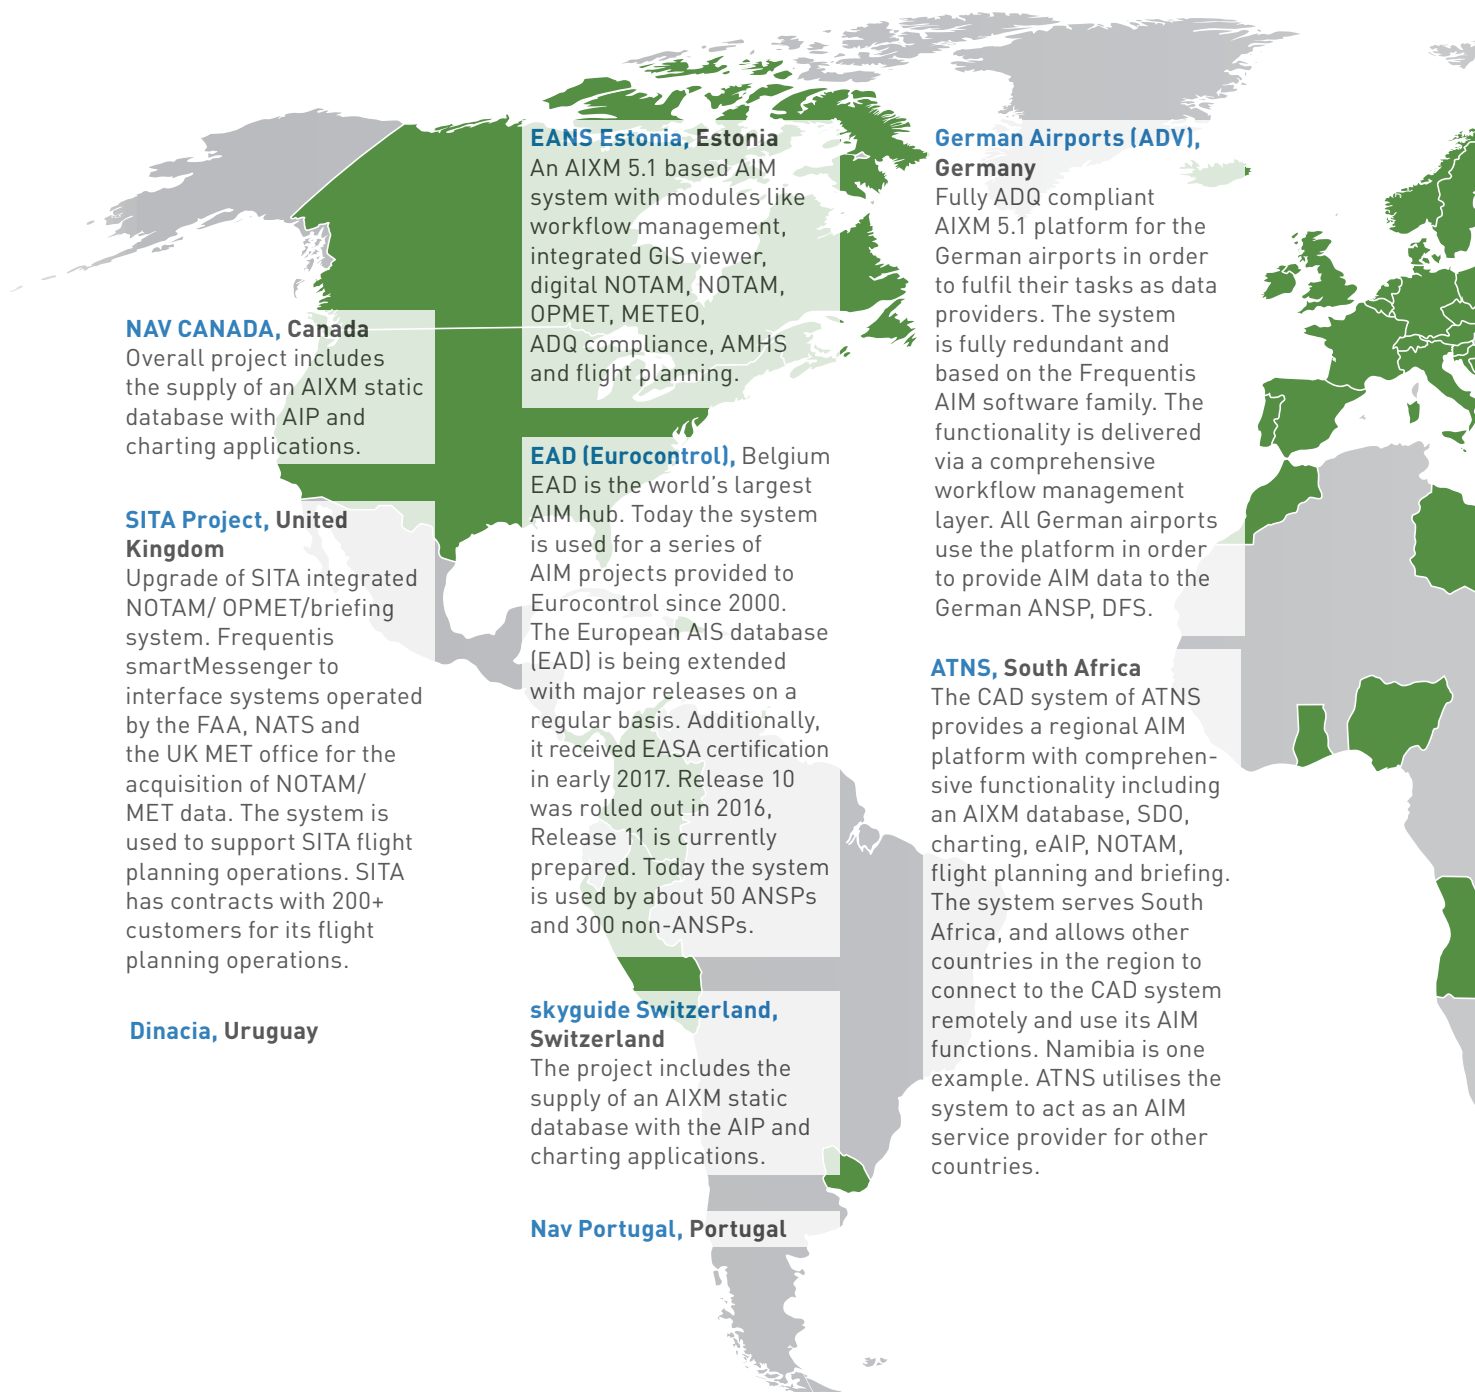 NAV CANADA, Canada
Overall project includes
the supply of an AIXM static
database with AIP and
charting applications.
SITA Project, United
Kingdom
Upgrade of SITA integrated
NOTAM/ OPMET/briefing
system. Frequentis
smartMessenger to
interface systems operated
by the FAA, NATS and
the UK MET office for the
acquisition of NOTAM/
MET data. The system is
used to support SITA flight
planning operations. SITA
has contracts with 200+
customers for its flight
planning operations.
Dinacia, Uruguay
EANS Estonia, Estonia
An AIXM 5.1 based AIM
system with modules like
workflow management,
integrated GIS viewer,
digital NOTAM, NOTAM,
OPMET, METEO,
ADQ compliance, AMHS
and flight planning.
EAD (Eurocontrol), Belgium
EAD is the world's largest
AIM hub. Today the system
is used for a series of
AIM projects provided to
Eurocontrol since 2000.
The European AIS database
(EAD) is being extended
with major releases on a
regular basis. Additionally,
it received EASA certification
in early 2017. Release 10
was rolled out in 2016,
Release 11 is currently
prepared. Today the system
is used by about 50 ANSPs
and 300 non-ANSPs.
skyguide Switzerland,
Switzerland
The project includes the
supply of an AIXM static
database with the AIP and
charting applications.
Nav Portugal, Portugal
German Airports (ADV),
Germany
Fully ADQ compliant
AIXM 5.1 platform for the
German airports in order
to fulfil their tasks as data
providers. The system
is fully redundant and
based on the Frequentis
AIM software family. The
functionality is delivered
via a comprehensive
workflow management
layer. All German airports
use the platform in order
to provide AIM data to the
German ANSP, DFS.
ATNS, South Africa
The CAD system of ATNS
provides a regional AIM
platform with comprehen-
sive functionality including
an AIXM database, SDO,
charting, eAIP, NOTAM,
flight planning and briefing.
The system serves South
Africa, and allows other
countries in the region to
connect to the CAD system
remotely and use its AIM
functions. Namibia is one
example. ATNS utilises the
system to act as an AIM
service provider for other
countries.